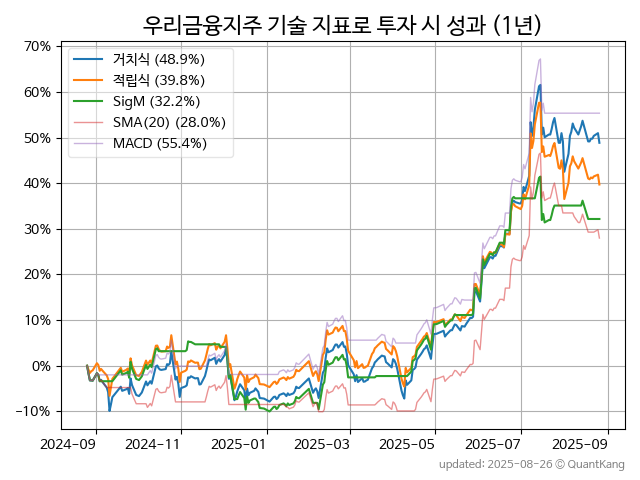 우리금융지주 기술 지표로 투자 시 성과 (1년)
70%
60%
50%
40%
30%
20%
10%
0%
−10%
거치식 (48.9%)
적립식 (39.8%)
SigM (32.2%)
SMA(20) (28.0%)
MACD (55.4%)
2024-09
2024-11
2025-01
2025-03
2025-05
2025-07
2025-09
updated: 2025-08-26 © QuantKang